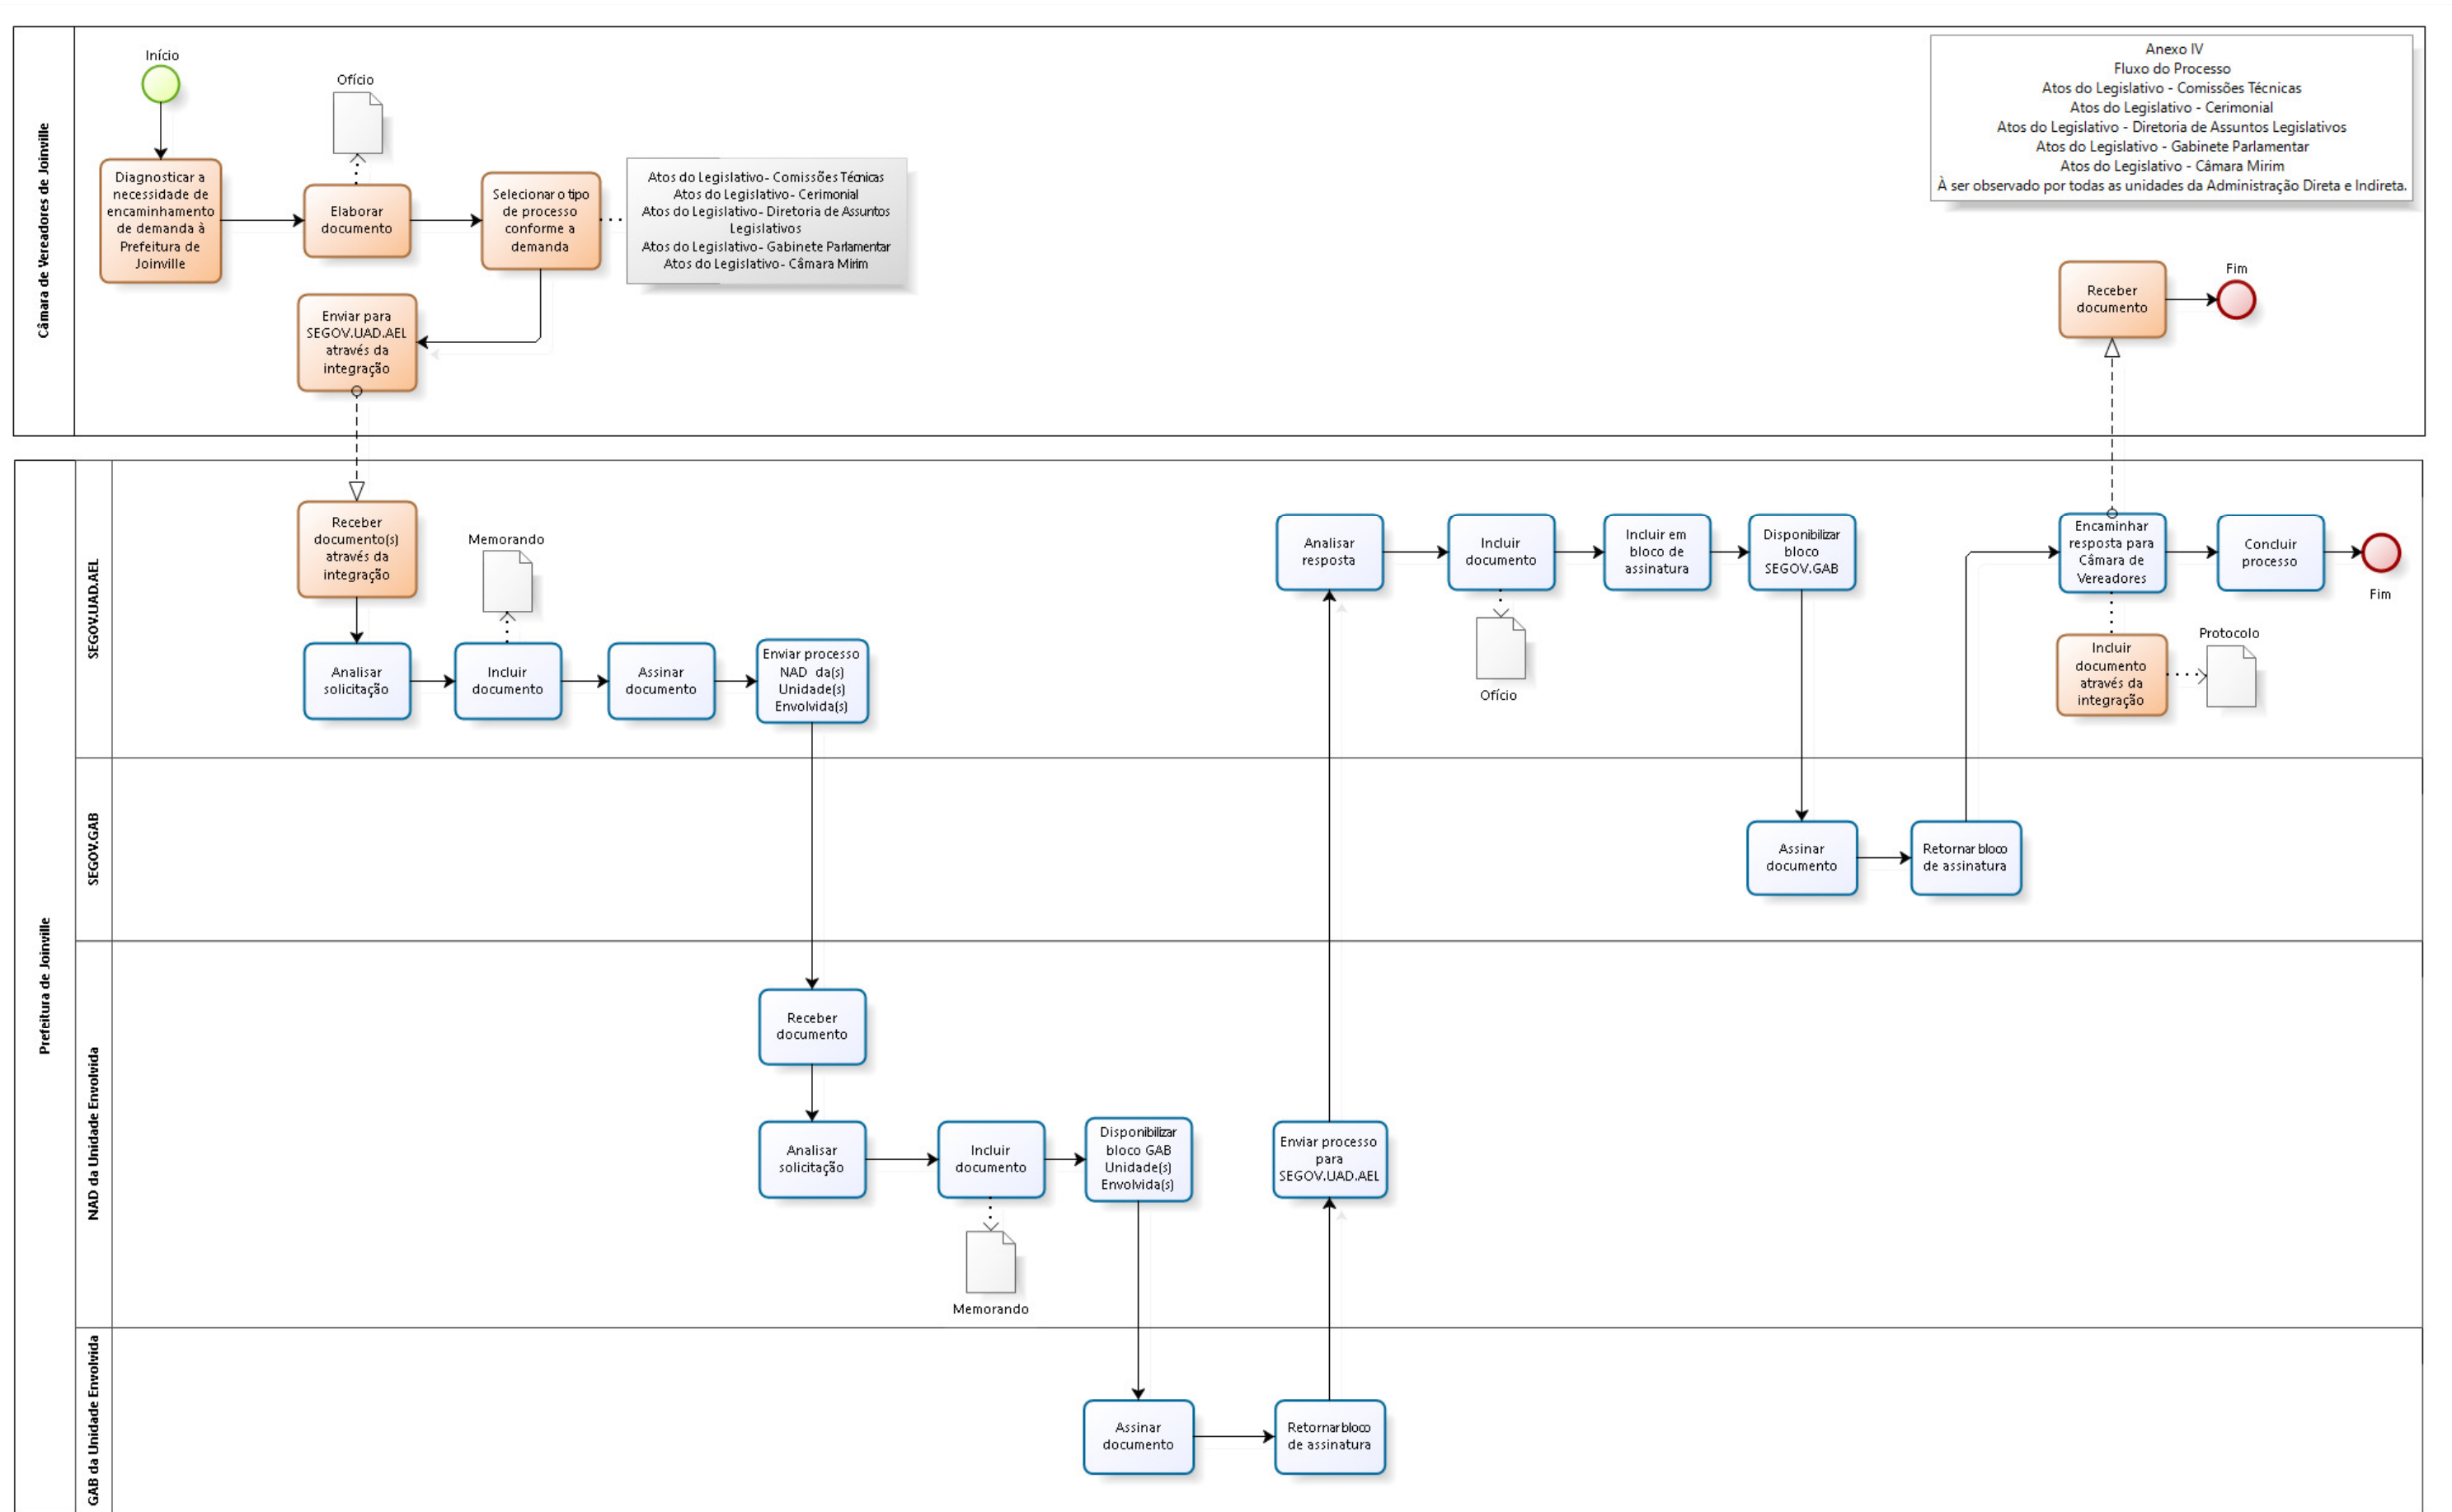 Câmara de Vereadores de Joinville
Início
Diagnosticar a
necessidade de
encaminhamento
de demanda à
Prefeitura de
Joinville
Ofício
Elaborar
documento
Selecionar o tipo
de processo
conforme a
demanda
Atos do Legislativo- Comissões Técnicas
Atos do Legislativo- Cerimonial
Atos do Legislativo- Diretoria de Assuntos
Legislativos
Atos do Legislativo- Gabinete Parlamentar
Atos do Legislativo- Câmara Mirim
Enviar para
SEGOV.UAD.AEL
através da
integração
Anexo IV
Fluxo do Processo
Atos do Legislativo - Comissões Técnicas
Atos do Legislativo - Cerimonial
Atos do Legislativo - Diretoria de Assuntos Legislativos
Atos do Legislativo - Gabinete Parlamentar
Atos do Legislativo - Câmara Mirim
À ser observado por todas as unidades da Administração Direta e Indireta.
Receber
documento
Fim
Prefeitura de Joinville
SEGOV.UAD.AEL
Receber
documento(s)
através da
integração
Analisar
solicitação
Memorando
Incluir
documento
Assinar
documento
Enviar processo
NAD da(s)
Unidade(s)
Envolvida(s)
Analisar
resposta
Incluir
documento
Ofício
Incluir em
bloco de
assinatura
Disponibilizar
bloco
SEGOV.GAB
Encaminhar
resposta para
Câmara de
Vereadores
Concluir
processo
Fim
Incluir
documento
através da
integração
Protocolo
SEGOV.GAB
Assinar
documento
Retornar bloco
de assinatura
NAD da Unidade Envolvida
Receber
documento
Analisar
solicitação
Incluir
documento
Memorando
Disponibilizar
bloco GAB
Unidade(s)
Envolvida(s)
Enviar processo
para
SEGOV.UAD.AEL
GAB da Unidade Envolvida
Assinar
documento
Retornar bloco
de assinatura